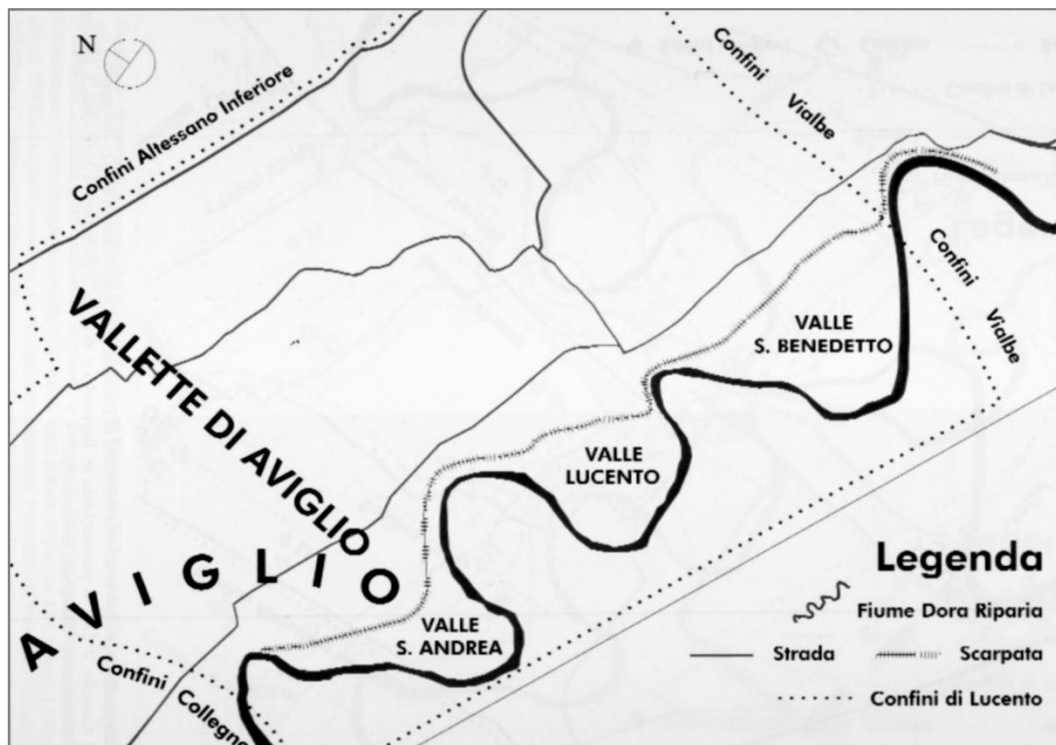 N
Confini Altessano Inferiore
Confini
Vialbe
Confini
Vialbe
VALLETTE DI AVIGLIO
VALLE
S. BENEDETTO
VALLE
LUCENTO
AVIGLIO
VALLE
S. ANDREA
Confini
Collegno
Legenda
Fiume Dora Riparia
Strada
Scarpata
Confini di Lucento